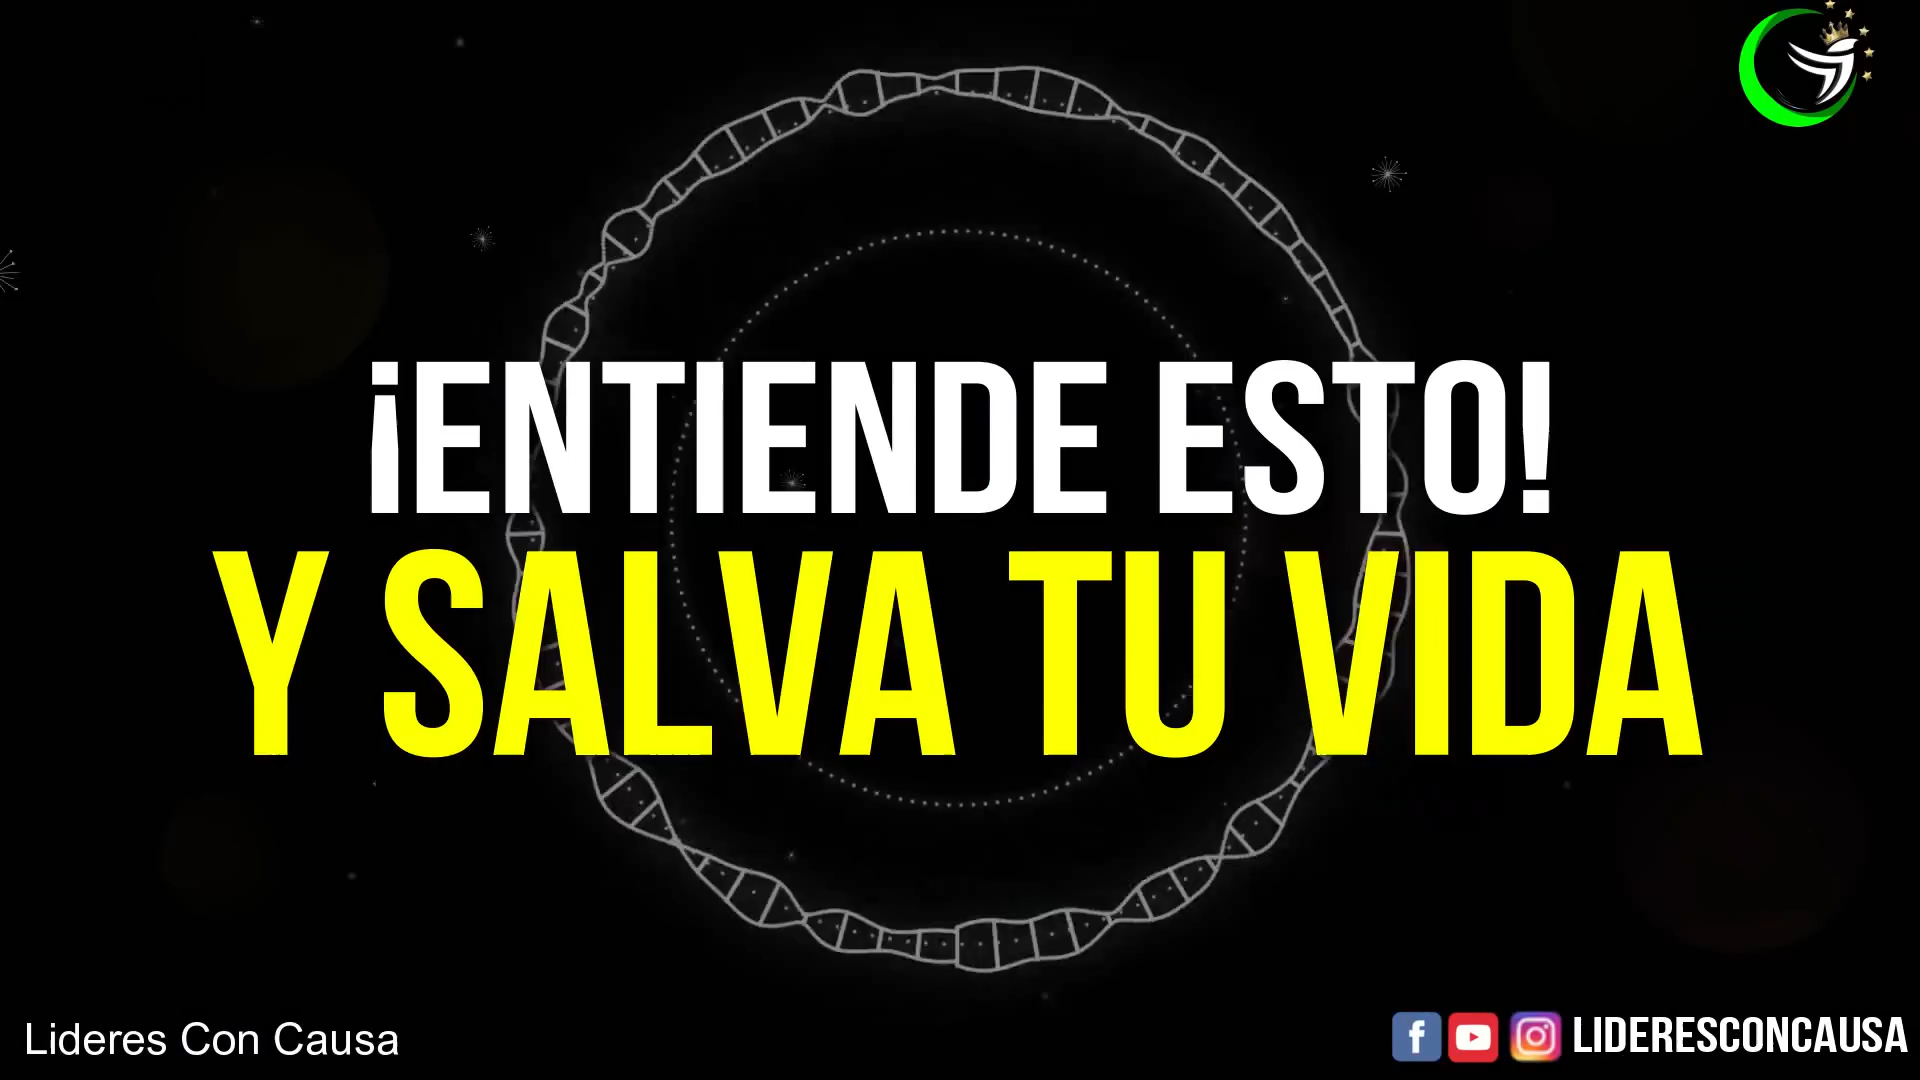 ¡ENTIENDE ESTO!
Y SALVA TU VIDA
Lideres Con Causa
LIDERESCONCAUSA